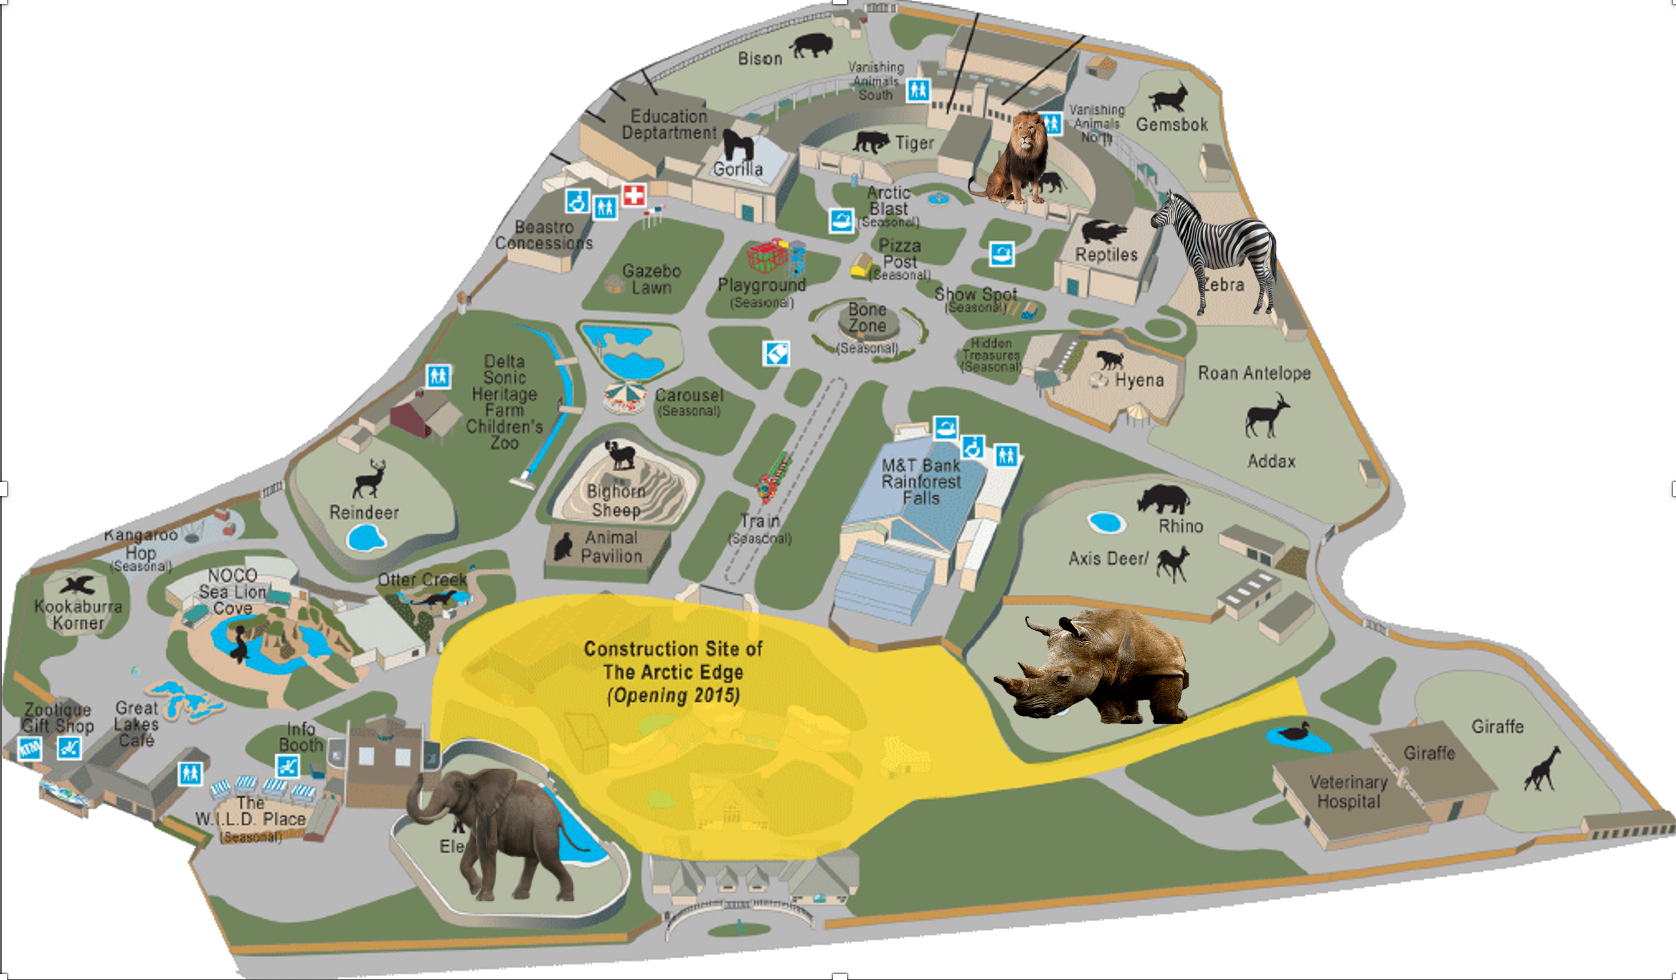 Bison
Vanishing
Animals
South
Vanishing
Animals
North
Gemsbok
Education
Deptartment
Gorilla
Tiger
Arctic
Blast
(Seasonal)
Beastro
Concessions
Gazebo
Lawn
Playground
(Seasonal)
Pizza
Post
(Seasonal)
Reptiles
Zebra
Show Spot
(Seasonal)
Bone
Zone
(Seasonal)
Hidden
Treasures
(Seasonal)
Hyena
Roan Antelope
Addax
Delta
Sonic
Heritage
Farm
Children's
Zoo
Carousel
(Seasonal)
Reindeer
Bighorn
Sheep
Animal
Pavilion
Train
(Seasonal)
M&T Bank
Rainforest
Falls
Rhino
Axis Deer/
Kangaroo
Hop
(Seasonal)
Kookaburra
Korner
NOCO
Sea Lion
Cove
Otter Creek
Construction Site of
The Arctic Edge
(Opening 2015)
Zootique
Gift Shop
ATM
Great
Lakes
Café
Info
Booth
The
W.I.L.D. Place
(Seasonal)
Ele
Giraffe
Giraffe
Veterinary
Hospital